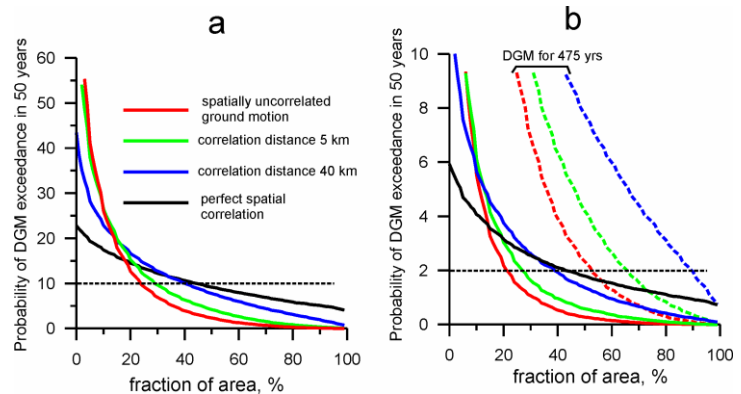 a
Probability of DGM exceedance in 50 years
60
50
40
30
20
10
0
spatially uncorrelated
ground motion
correlation distance 5 km
correlation distance 40 km
perfect spatial
correlation
0 20 40 60 80 100
fraction of area, %
b
Probability of DGM exceedance in 50 years
DGM for 475 yrs
10
8
6
4
2
0
0 20 40 60 80 100
fraction of area, %